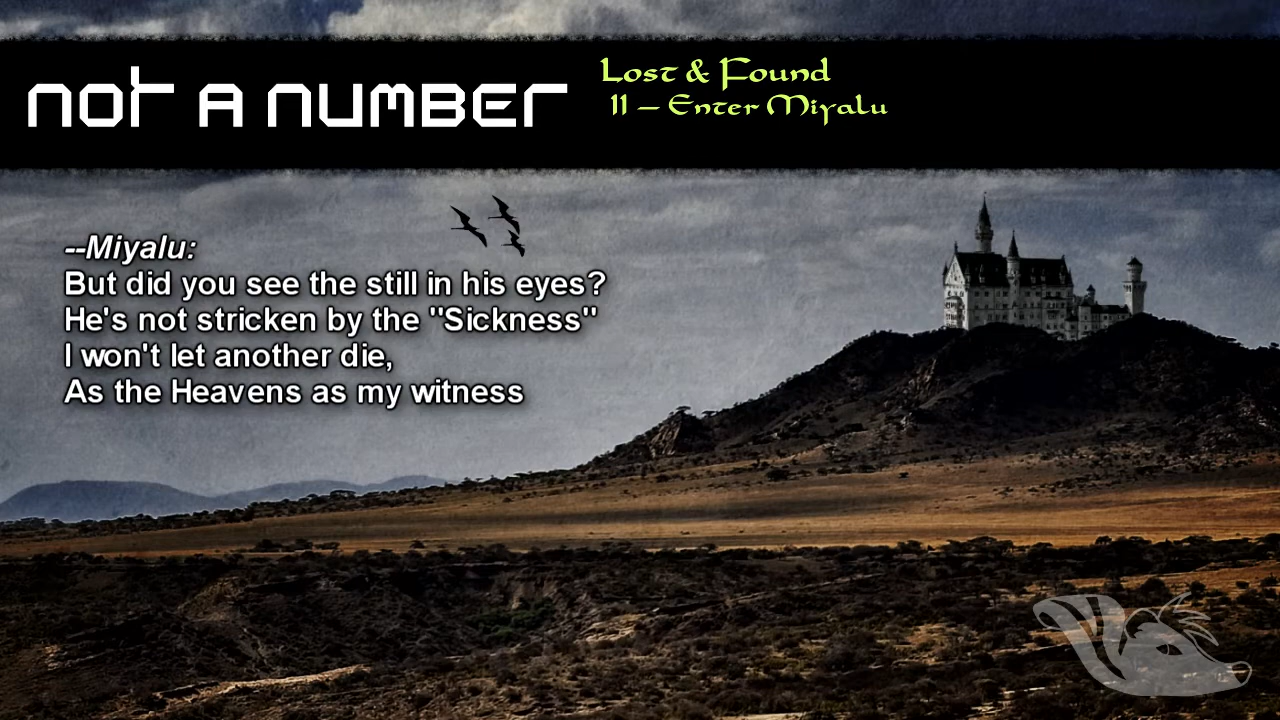 not a number
Lost & Found
11 – Enter Miyalu
--Miyalu:
But did you see the still in his eyes?
He's not stricken by the "Sickness"
I won't let another die,
As the Heavens as my witness